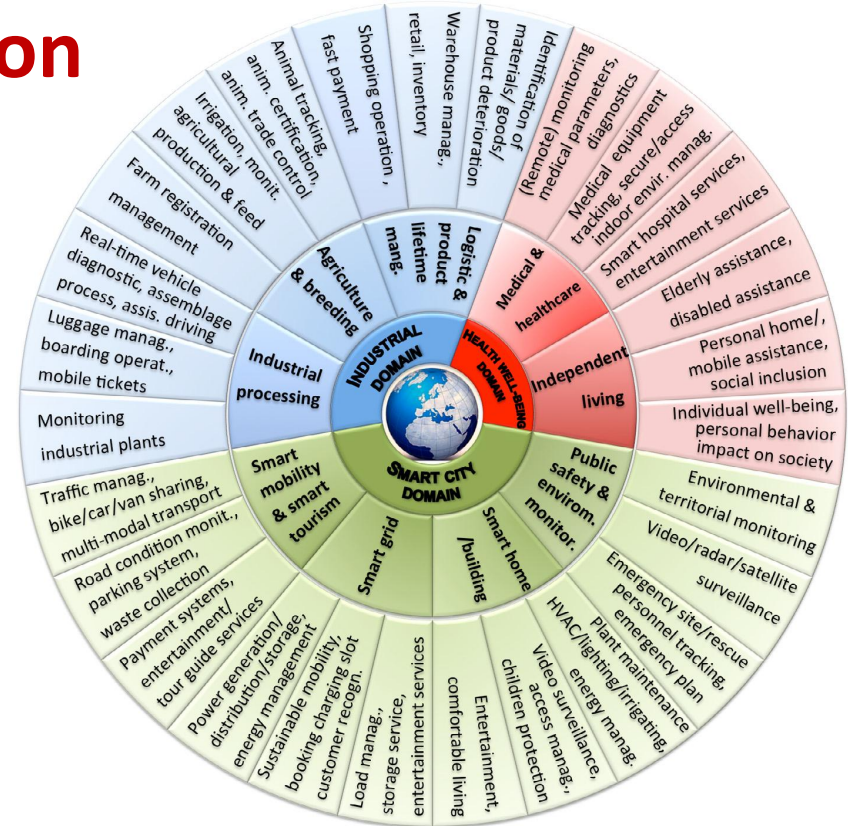 on
INDUSTRIAL
DOMAIN
HEALTH WELL-BEING
DOMAIN
SMART CITY
DOMAIN
Logistic &
product
lifetime
mang.
Agriculture
& breeding
Industrial
processing
Medical &
healthcare
Independent
living
Public
safety &
environm.
monitor.
Smart home
/building
Smart grid
Smart
mobility
& smart
tourism
Identification of
materials/ goods/
product deterioration
Warehouse manag.,
retail, inventory
Shopping operation ,
fast payment
Animal tracking,
anim. certification,
anim. trade control
Irrigation, monit.
agricultural
production & feed
Farm registration
management
Real-time vehicle
diagnostic, assemblage
process, assis. driving
Luggage manag.,
boarding operat.,
mobile tickets
Monitoring
industrial plants
(Remote) monitoring
medical parameters,
diagnostics
Medical equipment
tracking, secure/access
indoor envir. manag.
Smart hospital services,
entertainment services
Elderly assistance,
disabled assistance
Personal home/,
mobile assistance,
social inclusion
Individual well-being,
personal behavior
impact on society
Environmental &
territorial monitoring
Video/radar/satellite
surveillance
Emergency site/rescue
personnel tracking,
emergency plan
Plant maintenance
HVAC/lighting/irrigating,
energy manag.
Video surveillance,
access manag.,
children protection
Entertainment,
comfortable living
Load manag.,
storage service,
entertainment services
Sustainable mobility,
booking charging slot
customer recogn.
Power generation/
distribution/storage,
energy management
Payment systems,
entertainment/
tour guide services
Road condition monit.,
parking system,
waste collection
Traffic manag.,
bike/car/van sharing,
multi-modal transport